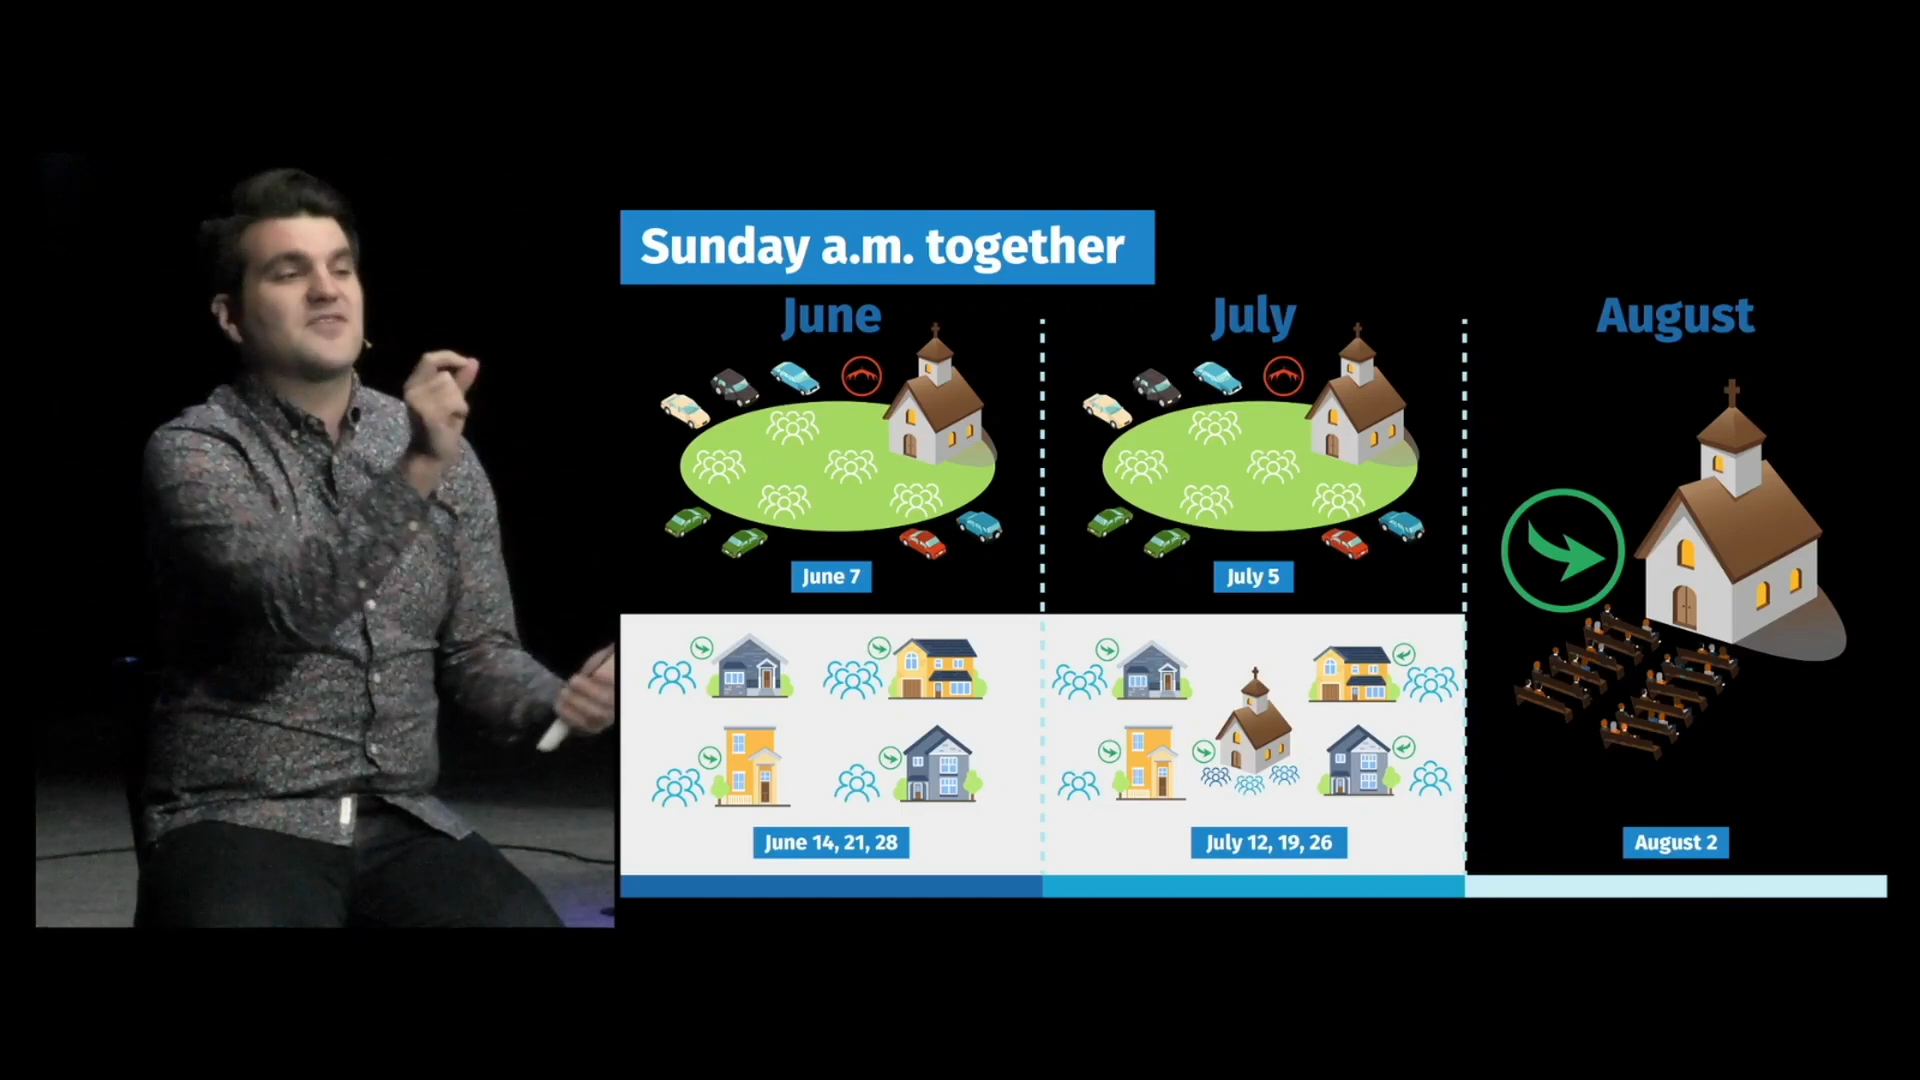 Sunday a.m. together
June
July
August
June 7
July 5
June 14, 21, 28
July 12, 19, 26
August 2